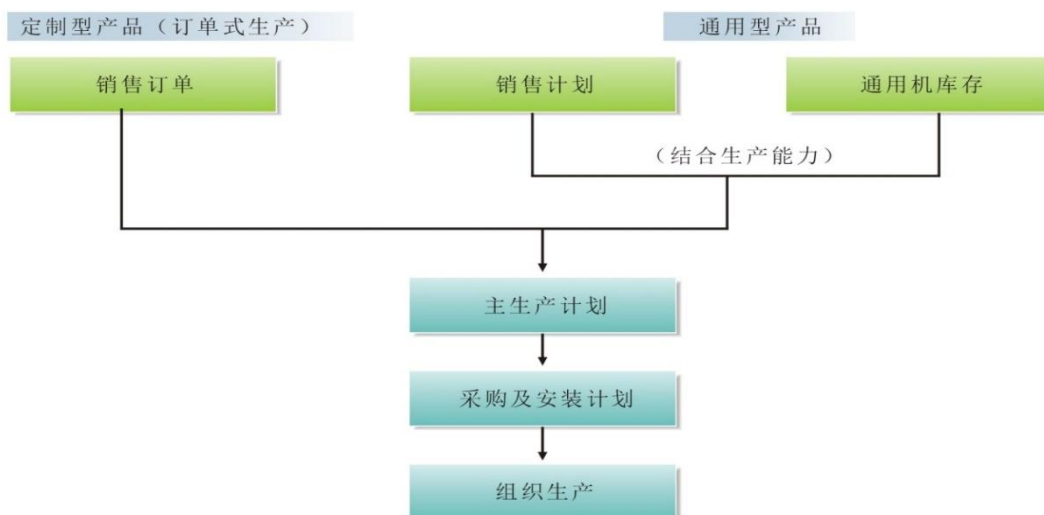 定制型产品（订单式生产）
通用型产品
销售订单
销售计划
通用机库存
（结合生产能力）
主生产计划
采购及安装计划
组织生产